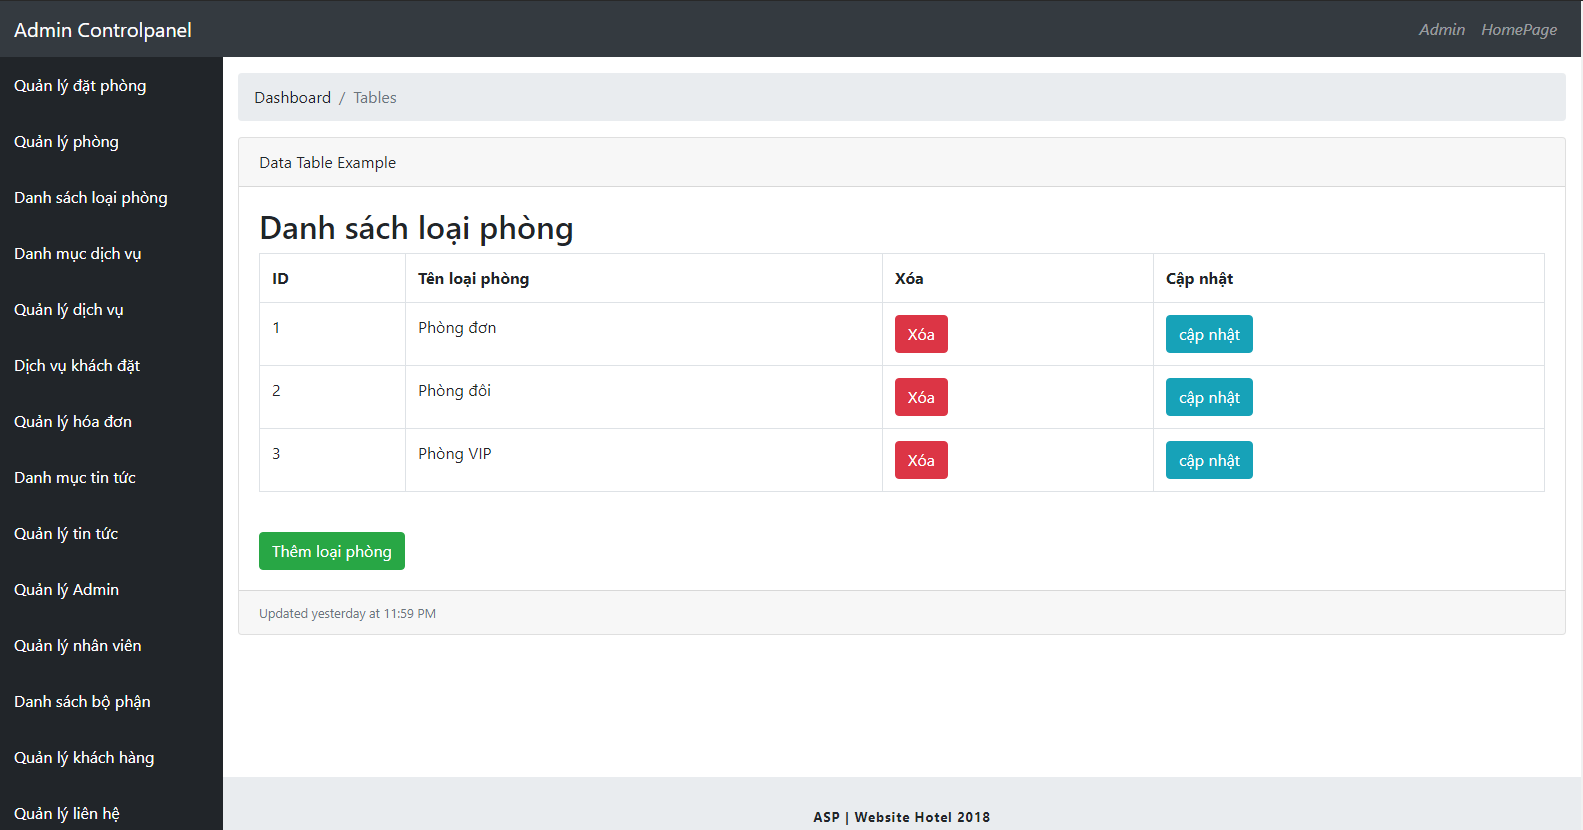 Admin Controlpanel
Admin HomePage
Quản lý đặt phòng
Quản lý phòng
Danh sách loại phòng
Danh mục dịch vụ
Quản lý dịch vụ
Dịch vụ khách đặt
Quản lý hóa đơn
Danh mục tin tức
Quản lý tin tức
Quản lý Admin
Quản lý nhân viên
Danh sách bộ phận
Quản lý khách hàng
Quản lý liên hệ
Dashboard / Tables
Data Table Example
Danh sách loại phòng
ID Tên loại phòng Xóa Cập nhật
1 Phòng đơn Xóa cập nhật
2 Phòng đôi Xóa cập nhật
3 Phòng VIP Xóa cập nhật
Thêm loại phòng
Updated yesterday at 11:59 PM
ASP | Website Hotel 2018